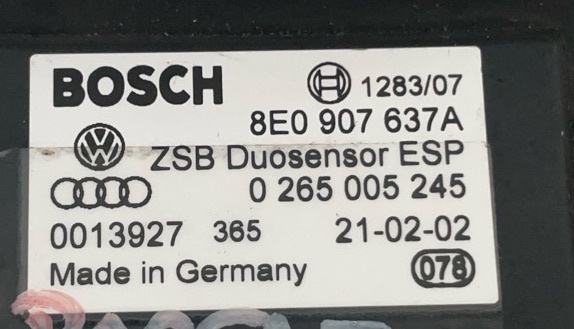 BOSCH 1283/07
8E0 907 637A
ZSB Duosensor ESP
0 265 005 245
0013927 365 21-02-02
Made in Germany 078